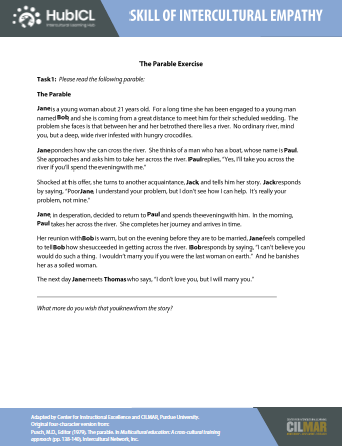 HubICL
Intercultural Learning Hub
SKILL OF INTERCULTURAL EMPATHY
The Parable Exercise
Task1: Please read the following parable:
The Parable
Jane is a young woman about 21 years old. For a long time she has been engaged to a young man
named Bob, and she is coming from a great distance to meet him for their scheduled wedding. The
problem she faces is that between her and her betrothed there lies a river. No ordinary river, mind
you, but a deep, wide river infested with hungry crocodiles.
Jane ponders how she can cross the river. She thinks of a man who has a boat, whose name is Paul.
She approaches and asks him to take her across the river. Paul replies, "Yes, I'll take you across the
river if you'll spend the evening with me."
Shocked at this offer, she turns to another acquaintance, Jack, and tells him her story. Jack responds
by saying, "Poor Jane, I understand your problem, but I don't see how I can help. It's really your
problem, not mine."
Jane, in desperation, decided to return to Paul and spends the evening with him. In the morning,
Paul takes her across the river. She completes her journey and arrives in time.
Her reunion with Bob is warm, but on the evening before they are to be married, Jane feels compelled
to tell Bob how she succeeded in getting across the river. Bob responds by saying, "I can't believe you
would do such a thing. I wouldn't marry you if you were the last woman on earth." And he banishes
her as a soiled woman.
The next day Jane meets Thomas who says, "I don't love you, but I will marry you."
What more do you wish that you knew from the story?
Adapted by Center for Instructional Excellence and CILMAR, Purdue University.
Original four-character version from:
Pusch, M.D., Editor (1979). The parable. In Multicultural education: A cross-cultural training
approach (pp. 138-140), Intercultural Network, Inc.
CILMAR